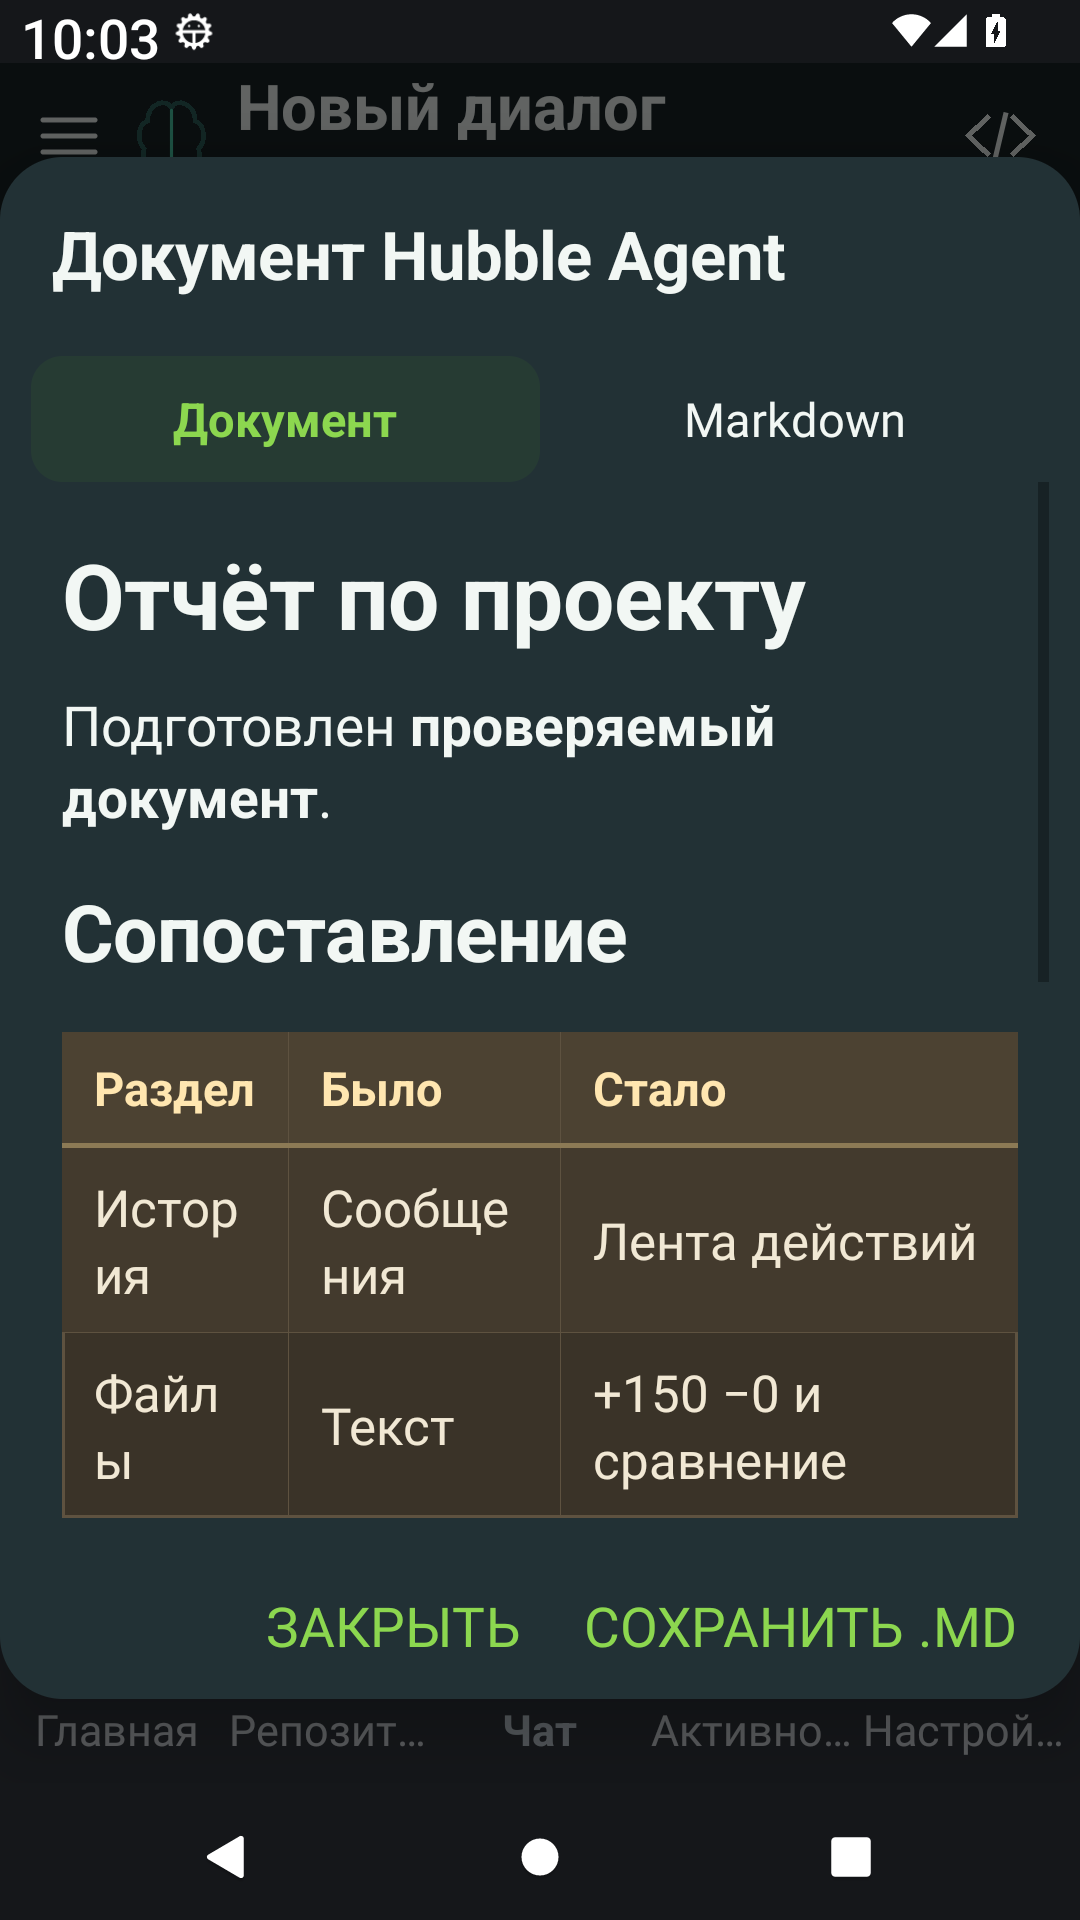 10:03
Новый диалог
Документ Hubble Agent
Документ
Markdown
Отчёт по проекту
Подготовлен проверяемый
документ.
Сопоставление
Раздел
Было
Стало
Истор
ия
Сообще
ния
Лента действий
Файл
ы
Текст
+150 −0 и
сравнение
ЗАКРЫТЬ
СОХРАНИТЬ .MD
Главная
Репозит…
Чат
Активно…
Настрой…